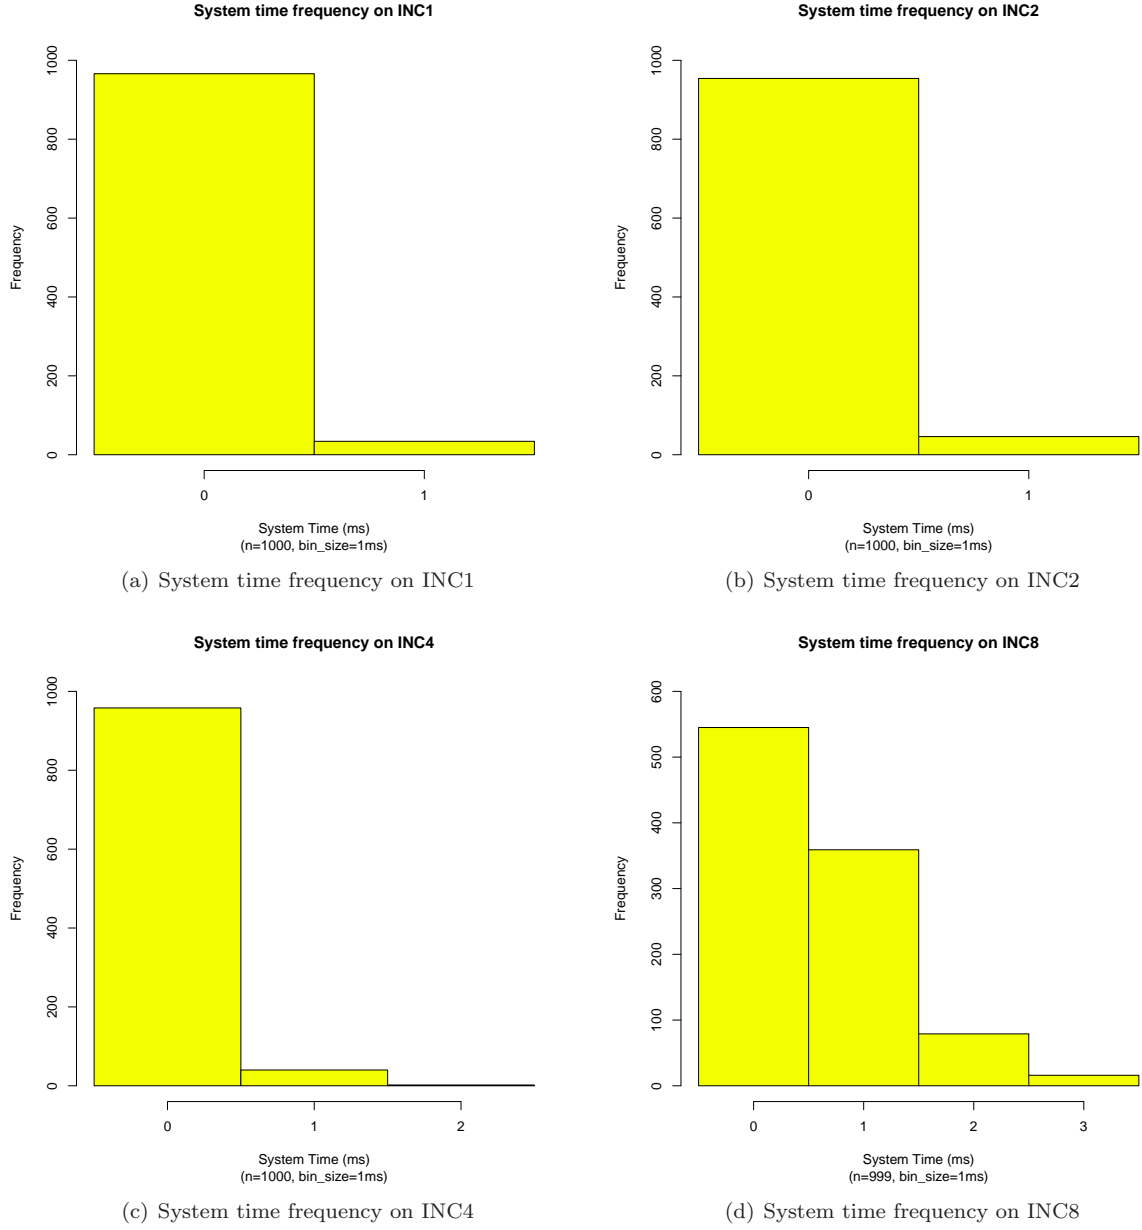 System time frequency on INC1
1000
800
600
400
200
0
Frequency
0 1
System Time (ms)
(n=1000, bin_size=1ms)
(a) System time frequency on INC1
System time frequency on INC2
1000
800
600
400
200
0
Frequency
0 1
System Time (ms)
(n=1000, bin_size=1ms)
(b) System time frequency on INC2
System time frequency on INC4
1000
800
600
400
200
0
Frequency
0 1 2
System Time (ms)
(n=1000, bin_size=1ms)
(c) System time frequency on INC4
System time frequency on INC8
600
500
400
300
200
100
0
Frequency
0 1 2 3
System Time (ms)
(n=999, bin_size=1ms)
(d) System time frequency on INC8